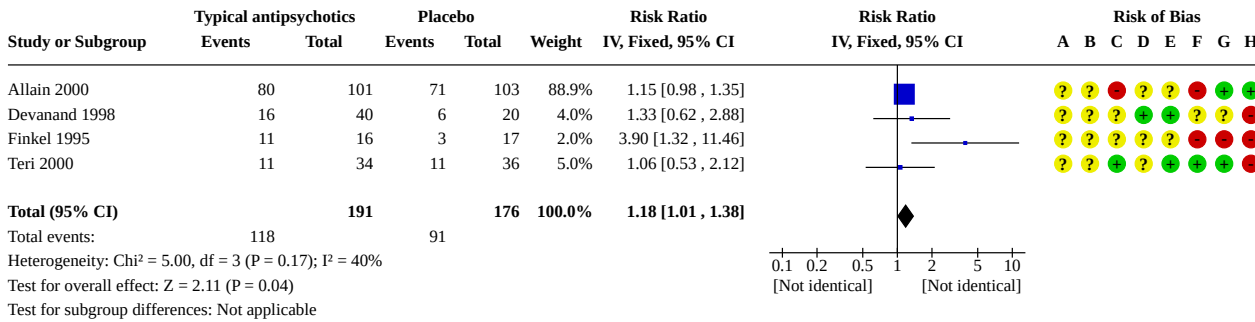 Typical antipsychotics Placebo Risk Ratio Risk Ratio Risk of Bias
Study or Subgroup Events Total Events Total Weight IV, Fixed, 95% CI IV, Fixed, 95% CI A B C D E F G H
Allain 2000 80 101 71 103 88.9% 1.15 [0.98 , 1.35] ? ? - ? ? - + +
Devanand 1998 16 40 6 20 4.0% 1.33 [0.62 , 2.88] ? ? ? + + ? ? -
Finkel 1995 11 16 3 17 2.0% 3.90 [1.32 , 11.46] ? ? ? ? ? - - -
Teri 2000 11 34 11 36 5.0% 1.06 [0.53 , 2.12] ? ? + ? + + + -
Total (95% CI) 191 176 100.0% 1.18 [1.01 , 1.38]
Total events: 118 91
Heterogeneity: Chi² = 5.00, df = 3 (P = 0.17); I² = 40%
Test for overall effect: Z = 2.11 (P = 0.04)
Test for subgroup differences: Not applicable
0.1 0.2 0.5 1 2 5 10
[Not identical] [Not identical]